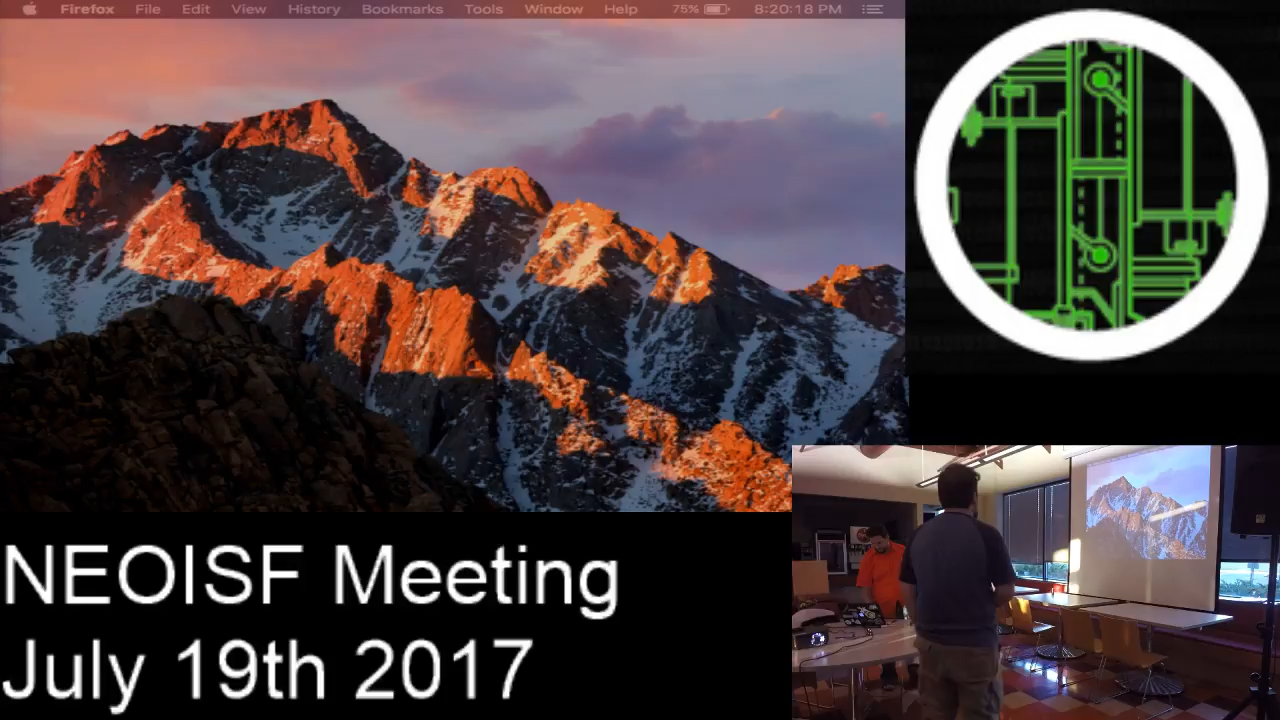 Firefox File Edit View History Bookmarks Tools Window Help 75% 8:20:18 PM
NEOISF Meeting
July 19th 2017